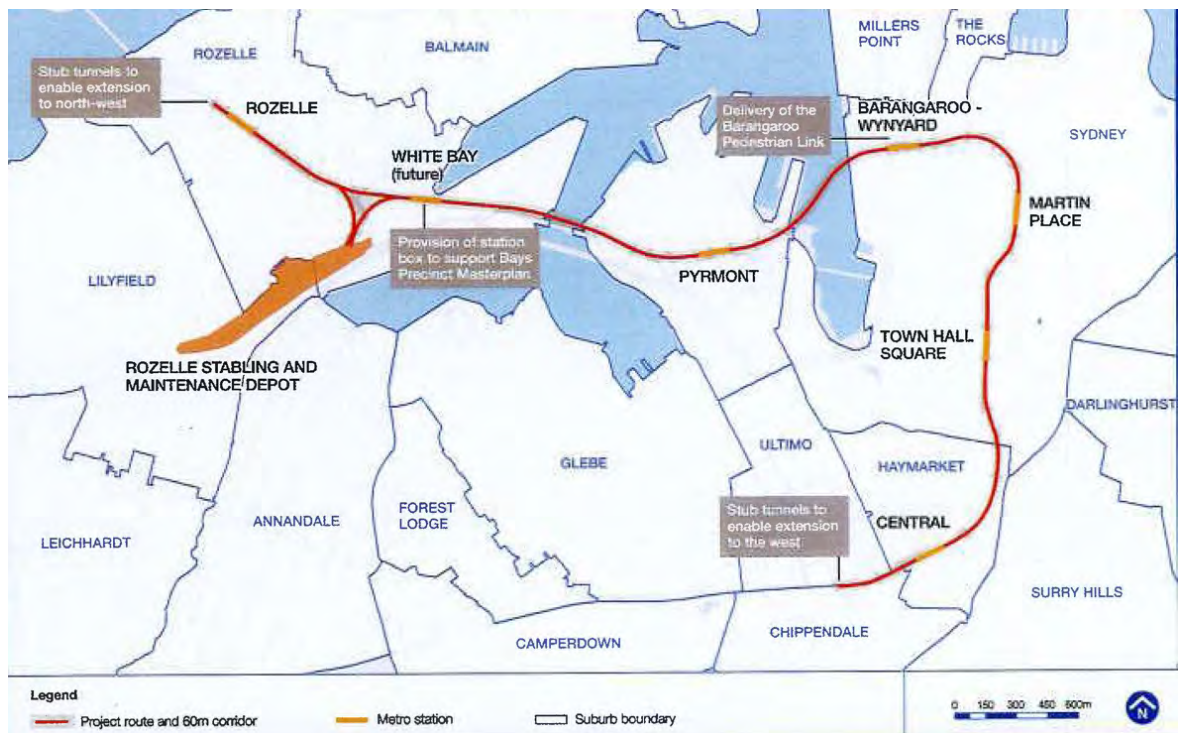 MILLERS
POINT
THE
ROCKS
ROZELLE
BALMAIN
Stub tunnels to
enable extension
to north-west
ROZELLE
Delivery of the
Barangaroo
Pedestrian Link
BARANGAROO -
WYNYARD
SYDNEY
WHITE BAY
(future)
MARTIN
PLACE
Provision of station
box to support Bays
Precinct Masterplan
LILYFIELD
PYRMONT
TOWN HALL
SQUARE
ROZELLE STABLING AND
MAINTENANCE DEPOT
DARLINGHURST
ULTIMO
GLEBE
HAYMARKET
FOREST
LODGE
Stub tunnels to
enable extension
to the west
CENTRAL
ANNANDALE
LEICHHARDT
SURRY HILLS
CAMPERDOWN
CHIPPENDALE
Legend
Project route and 60m corridor
Metro station
Suburb boundary
0 150 300 450 600m
N